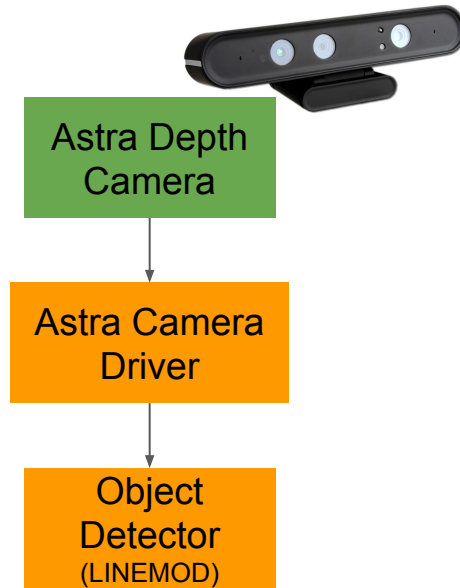 Astra Depth
Camera
Astra Camera
Driver
Object
Detector
(LINEMOD)